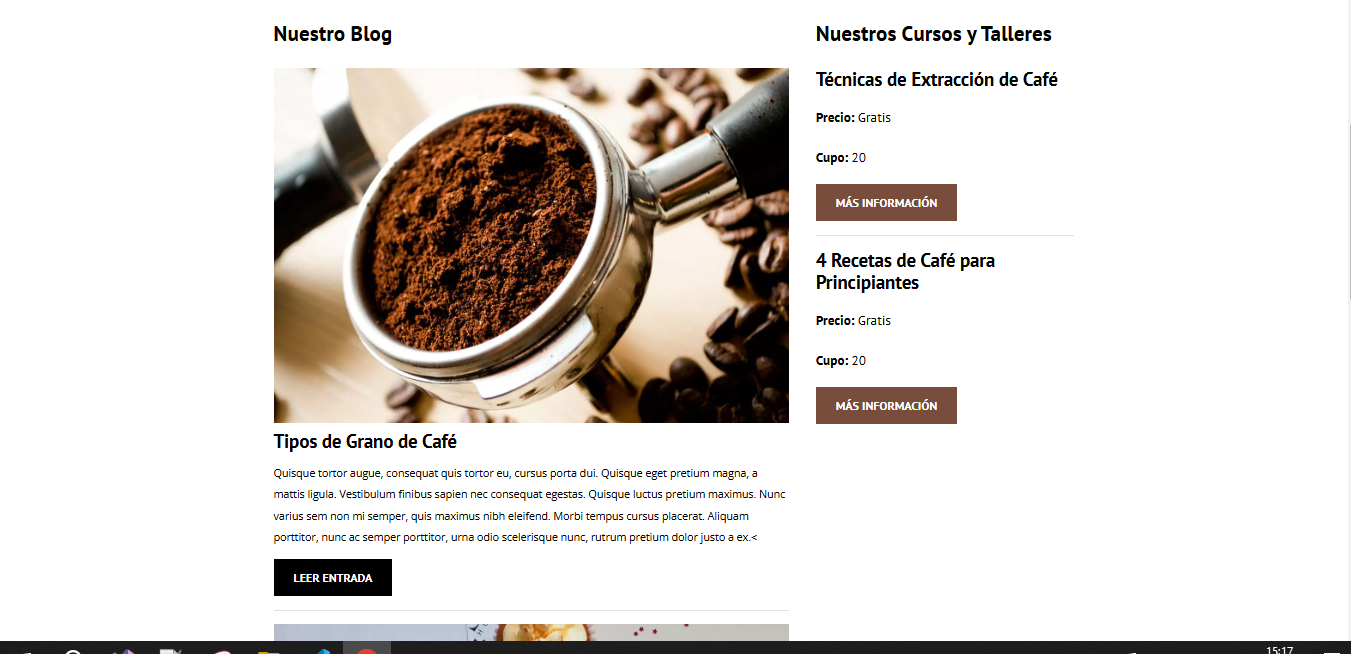 Nuestro Blog
Tipos de Grano de Café
Quisque tortor augue, consequat quis tortor eu, cursus porta dui. Quisque eget pretium magna, a
mattis ligula. Vestibulum finibus sapien nec consequat egestas. Quisque luctus pretium maximus. Nunc
varius sem non mi semper, quis maximus nibh eleifend. Morbi tempus cursus placerat. Aliquam
porttitor, nunc ac semper porttitor, urna odio scelerisque nunc, rutrum pretium dolor justo a ex.<
LEER ENTRADA
Nuestros Cursos y Talleres
Técnicas de Extracción de Café
Precio: Gratis
Cupo: 20
MÁS INFORMACIÓN
4 Recetas de Café para
Principiantes
Precio: Gratis
Cupo: 20
MÁS INFORMACIÓN
15:17